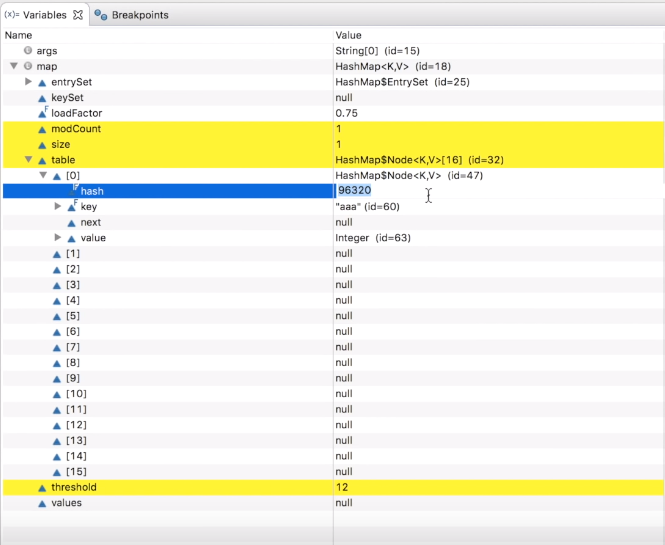 (x)= Variables Breakpoints
Name Value
args String[0] (id=15)
map HashMap<K,V> (id=18)
entrySet HashMap$EntrySet (id=25)
keySet null
F loadFactor 0.75
modCount 1
size 1
table HashMap$Node<K,V>[16] (id=32)
[0] HashMap$Node<K,V> (id=47)
F hash 96320
F key "aaa" (id=60)
next null
value Integer (id=63)
[1] null
[2] null
[3] null
[4] null
[5] null
[6] null
[7] null
[8] null
[9] null
[10] null
[11] null
[12] null
[13] null
[14] null
[15] null
threshold 12
values null